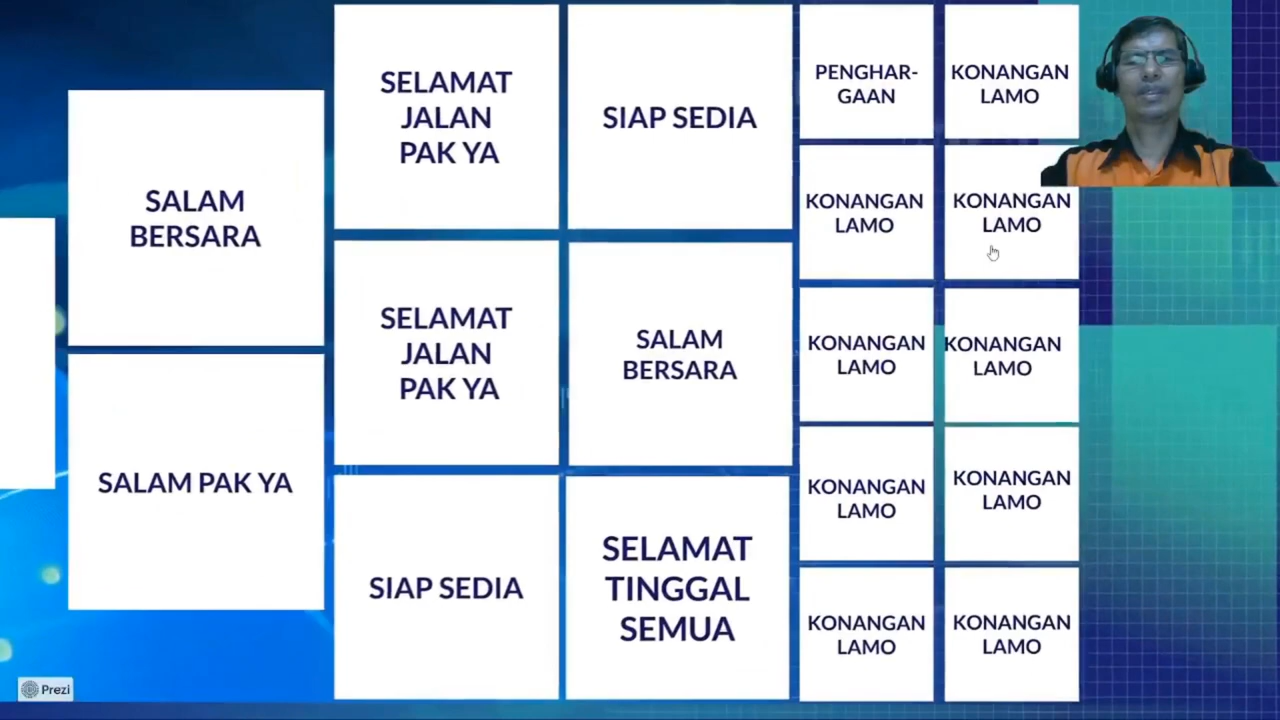 SALAM
BERSARA
SALAM PAK YA
SELAMAT
JALAN
PAK YA
SELAMAT
JALAN
PAK YA
SIAP SEDIA
SIAP SEDIA
SALAM
BERSARA
SELAMAT
TINGGAL
SEMUA
PENGHAR-
GAAN
KONANGAN
LAMO
KONANGAN
LAMO
KONANGAN
LAMO
KONANGAN
LAMO
KONANGAN
LAMO
KONANGAN
LAMO
KONANGAN
LAMO
KONANGAN
LAMO
KONANGAN
LAMO
Prezi